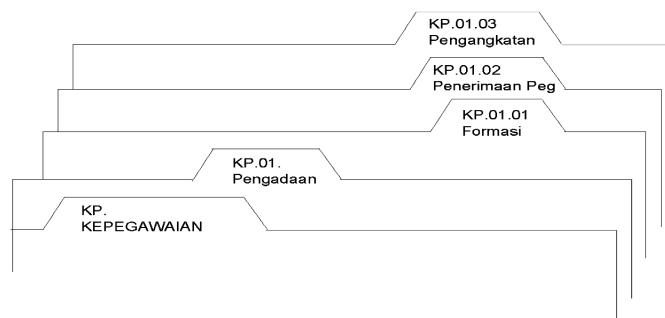 KP.01.03
Pengangkatan
KP.01.02
Penerimaan Peg
KP.01.01
Formasi
KP.01.
Pengadaan
KP.
KEPEGAWAIAN